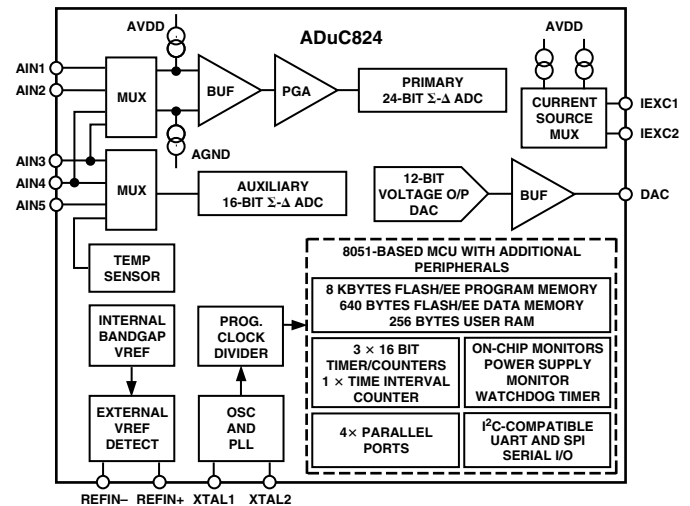 AVDD
ADuC824
AVDD
AIN1
AIN2
MUX
BUF
PGA
PRIMARY
24-BIT Σ-Δ ADC
CURRENT
SOURCE
MUX
IEXC1
IEXC2
AGND
AIN3
AIN4
AIN5
MUX
AUXILIARY
16-BIT Σ-Δ ADC
12-BIT
VOLTAGE O/P
DAC
BUF
DAC
TEMP
SENSOR
8051-BASED MCU WITH ADDITIONAL
PERIPHERALS
8 KBYTES FLASH/EE PROGRAM MEMORY
640 BYTES FLASH/EE DATA MEMORY
256 BYTES USER RAM
INTERNAL
BANDGAP
VREF
PROG.
CLOCK
DIVIDER
3 × 16 BIT
TIMER/COUNTERS
1 × TIME INTERVAL
COUNTER
ON-CHIP MONITORS
POWER SUPPLY
MONITOR
WATCHDOG TIMER
EXTERNAL
VREF
DETECT
OSC
AND
PLL
4× PARALLEL
PORTS
I²C-COMPATIBLE
UART AND SPI
SERIAL I/O
REFIN–
REFIN+
XTAL1
XTAL2